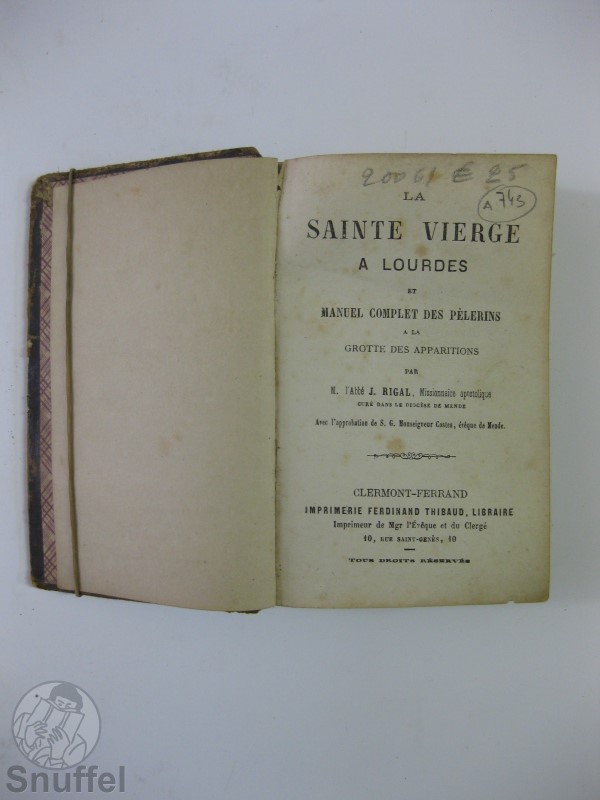 20061 € 25
A 743
LA
SAINTE VIERGE
A LOURDES
ET
MANUEL COMPLET DES PÈLERINS
A LA
GROTTE DES APPARITIONS
PAR
M. l'Abbé J. RIGAL, Missionnaire apostolique
CURÉ DANS LE DIOCÈSE DE MENDE
Avec l'approbation de S. G. Monseigneur Costes, évêque de Mende.
CLERMONT-FERRAND
IMPRIMERIE FERDINAND THIBAUD, LIBRAIRE
Imprimeur de Mgr l'Évêque et du Clergé
10, RUE SAINT-GENÈS, 10
TOUS DROITS RÉSERVÉS
Snuffel